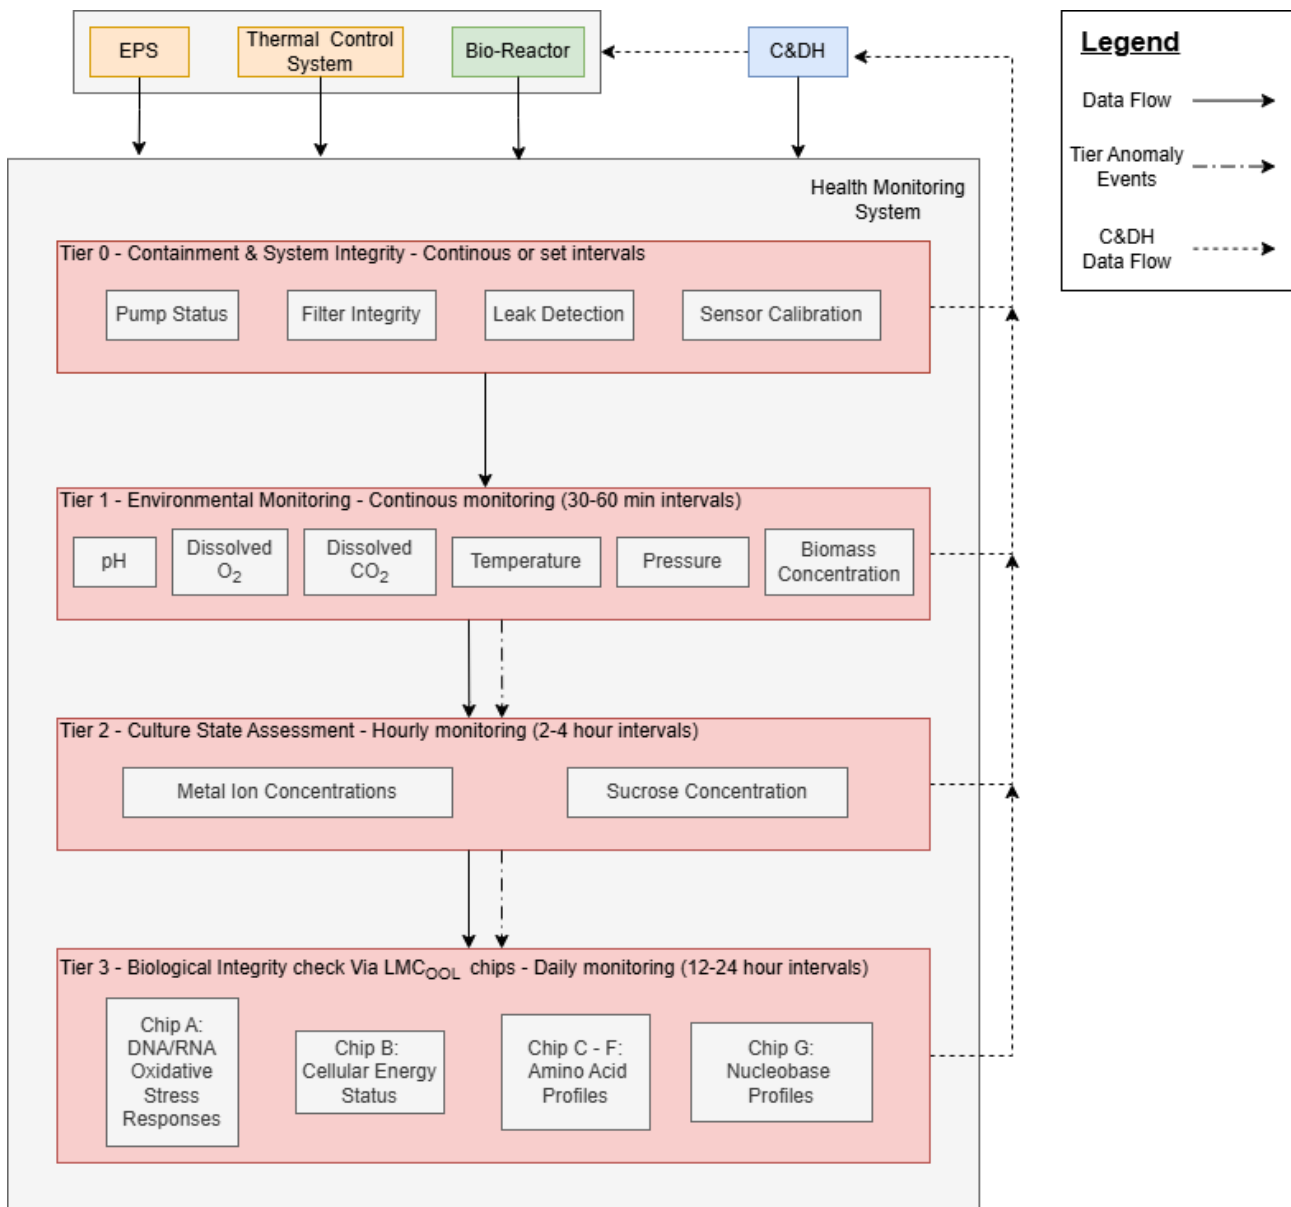 EPS
Thermal Control
System
Bio-Reactor
C&DH
Legend
Data Flow
Tier Anomaly
Events
C&DH
Data Flow
Health Monitoring
System
Tier 0 - Containment & System Integrity - Continous or set intervals
Pump Status
Filter Integrity
Leak Detection
Sensor Calibration
Tier 1 - Environmental Monitoring - Continous monitoring (30-60 min intervals)
pH
Dissolved
O2
Dissolved
CO2
Temperature
Pressure
Biomass
Concentration
Tier 2 - Culture State Assessment - Hourly monitoring (2-4 hour intervals)
Metal Ion Concentrations
Sucrose Concentration
Tier 3 - Biological Integrity check Via LMCOOL chips - Daily monitoring (12-24 hour intervals)
Chip A:
DNA/RNA
Oxidative
Stress
Responses
Chip B:
Cellular Energy
Status
Chip C - F:
Amino Acid
Profiles
Chip G:
Nucleobase
Profiles